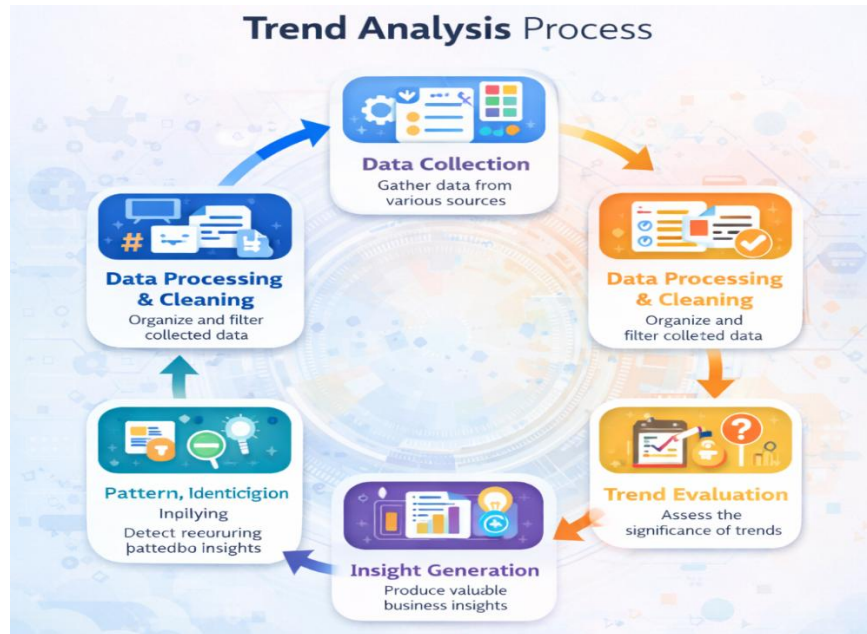 Trend Analysis Process
Data Collection
Gather data from
various sources
Data Processing
& Cleaning
Organize and
filter colleted data
Trend Evaluation
Assess the
significance of trends
Insight Generation
Produce valuable
business insights
Pattern, Identicigion
Inpilying
Detect reeururing
pattedbo insights
Data Processing
& Cleaning
Organize and filter
collected data